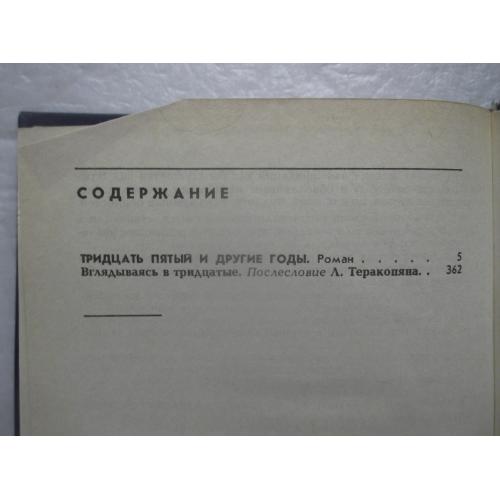 СОДЕРЖАНИЕ
ТРИДЦАТЬ ПЯТЫЙ И ДРУГИЕ ГОДЫ. Роман . . . . . 5
Вглядываясь в тридцатые. Послесловие Л. Теракопяна. . 362